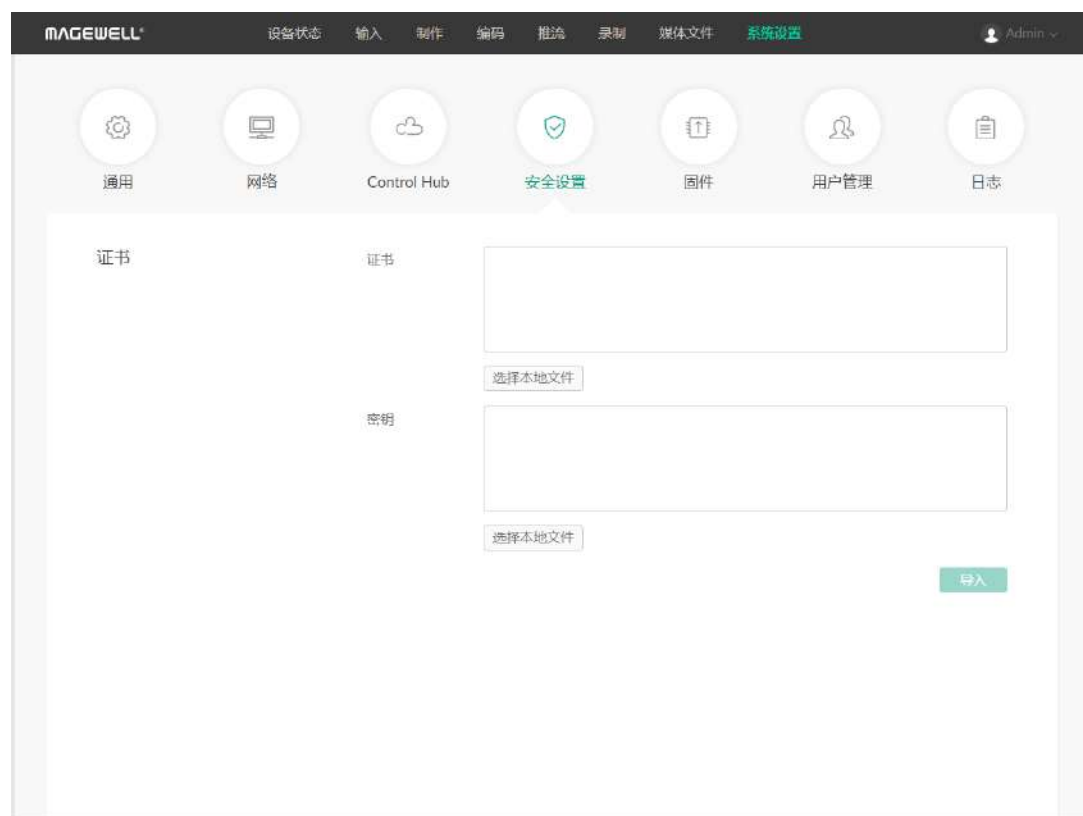 MAGEWELL® 设备状态 输入 制作 编码 推流 录制 媒体文件 系统设置 Admin
通用 网络 Control Hub 安全设置 固件 用户管理 日志
证书 证书
选择本地文件
密钥
选择本地文件
导入